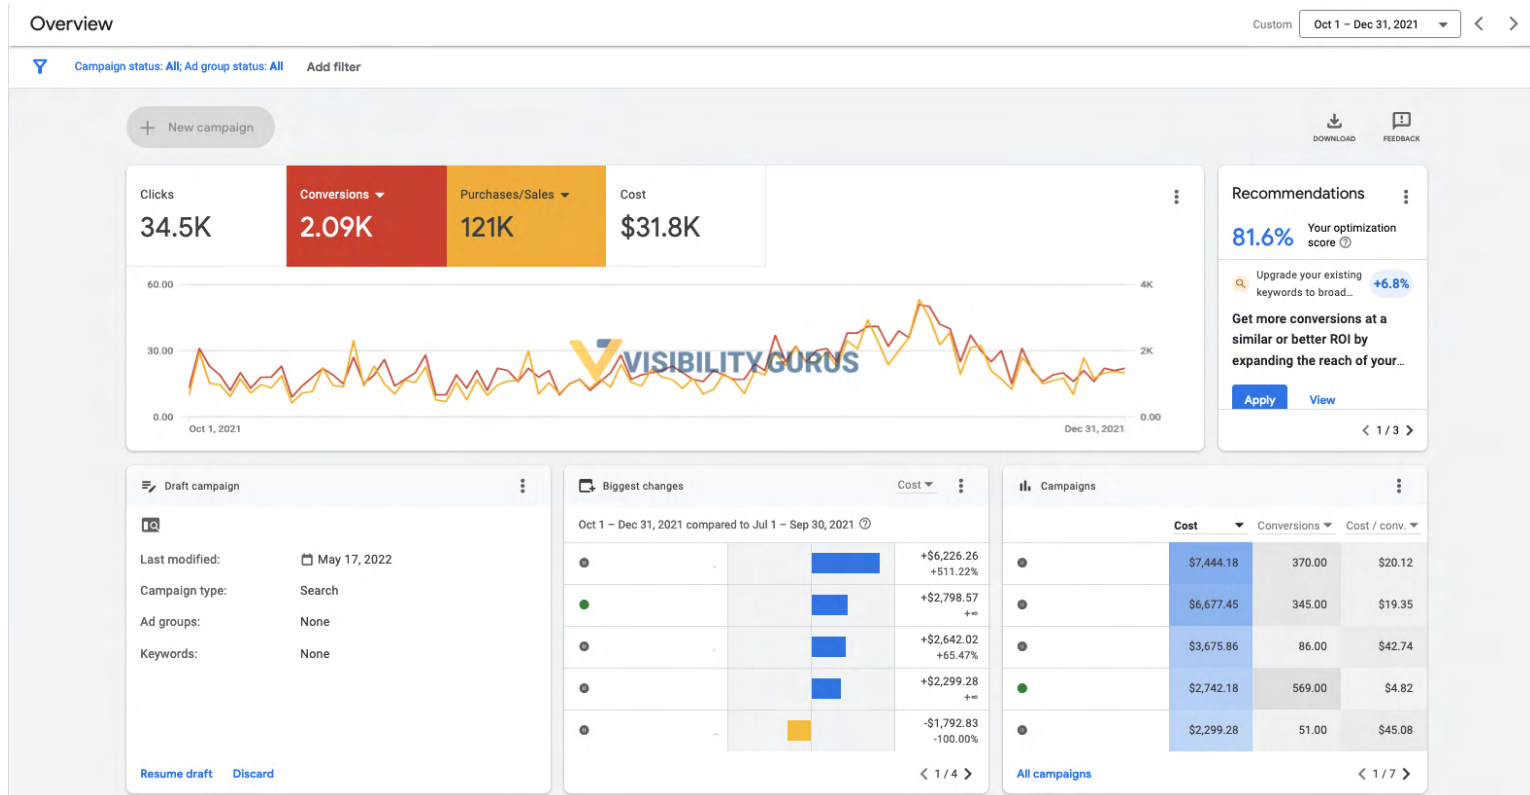 Overview
Custom
Oct 1 – Dec 31, 2021
Campaign status: All; Ad group status: All
Add filter
New campaign
DOWNLOAD
FEEDBACK
Clicks
34.5K
Conversions
2.09K
Purchases/Sales
121K
Cost
$31.8K
60.00
30.00
0.00
4K
2K
0.00
Oct 1, 2021
Dec 31, 2021
VISIBILITY GURUS
Recommendations
81.6%
Your optimization
score
Upgrade your existing
keywords to broad…
+6.8%
Get more conversions at a
similar or better ROI by
expanding the reach of your…
Apply
View
1 / 3
Draft campaign
Last modified:
May 17, 2022
Campaign type:
Search
Ad groups:
None
Keywords:
None
Resume draft
Discard
Biggest changes
Cost
Oct 1 – Dec 31, 2021 compared to Jul 1 – Sep 30, 2021
+$6,226.26
+511.22%
+$2,798.57
+∞
+$2,642.02
+65.47%
+$2,299.28
+∞
-$1,792.83
-100.00%
1 / 4
Campaigns
Cost
Conversions
Cost / conv.
$7,444.18 370.00 $20.12
$6,677.45 345.00 $19.35
$3,675.86 86.00 $42.74
$2,742.18 569.00 $4.82
$2,299.28 51.00 $45.08
All campaigns
1 / 7